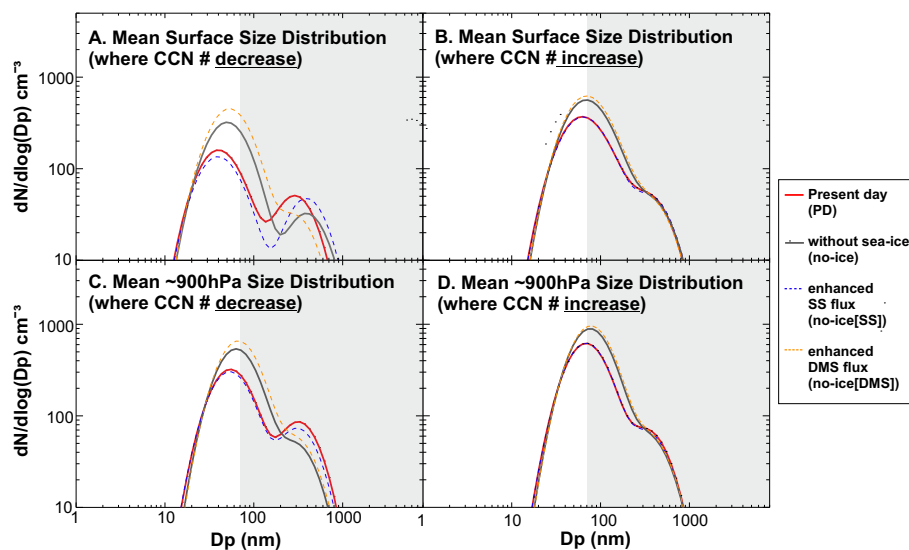 A. Mean Surface Size Distribution
(where CCN # decrease)
B. Mean Surface Size Distribution
(where CCN # increase)
dN/dlog(Dp) cm⁻³
1000
100
10
C. Mean ~900hPa Size Distribution
(where CCN # decrease)
D. Mean ~900hPa Size Distribution
(where CCN # increase)
dN/dlog(Dp) cm⁻³
1000
100
10
1
10
100
1000
1
10
100
1000
1
Dp (nm)
Dp (nm)
Present day
(PD)
without sea-ice
(no-ice)
enhanced
SS flux
(no-ice[SS])
enhanced
DMS flux
(no-ice[DMS])